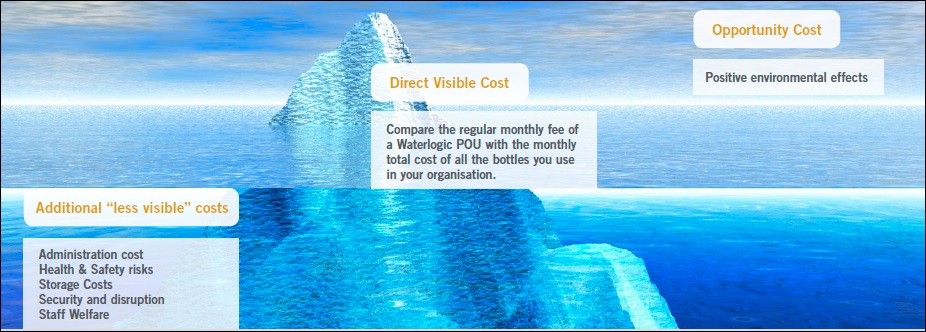 Opportunity Cost
Positive environmental effects
Direct Visible Cost
Compare the regular monthly fee of
a Waterlogic POU with the monthly
total cost of all the bottles you use
in your organisation.
Additional “less visible” costs
Administration cost
Health & Safety risks
Storage Costs
Security and disruption
Staff Welfare